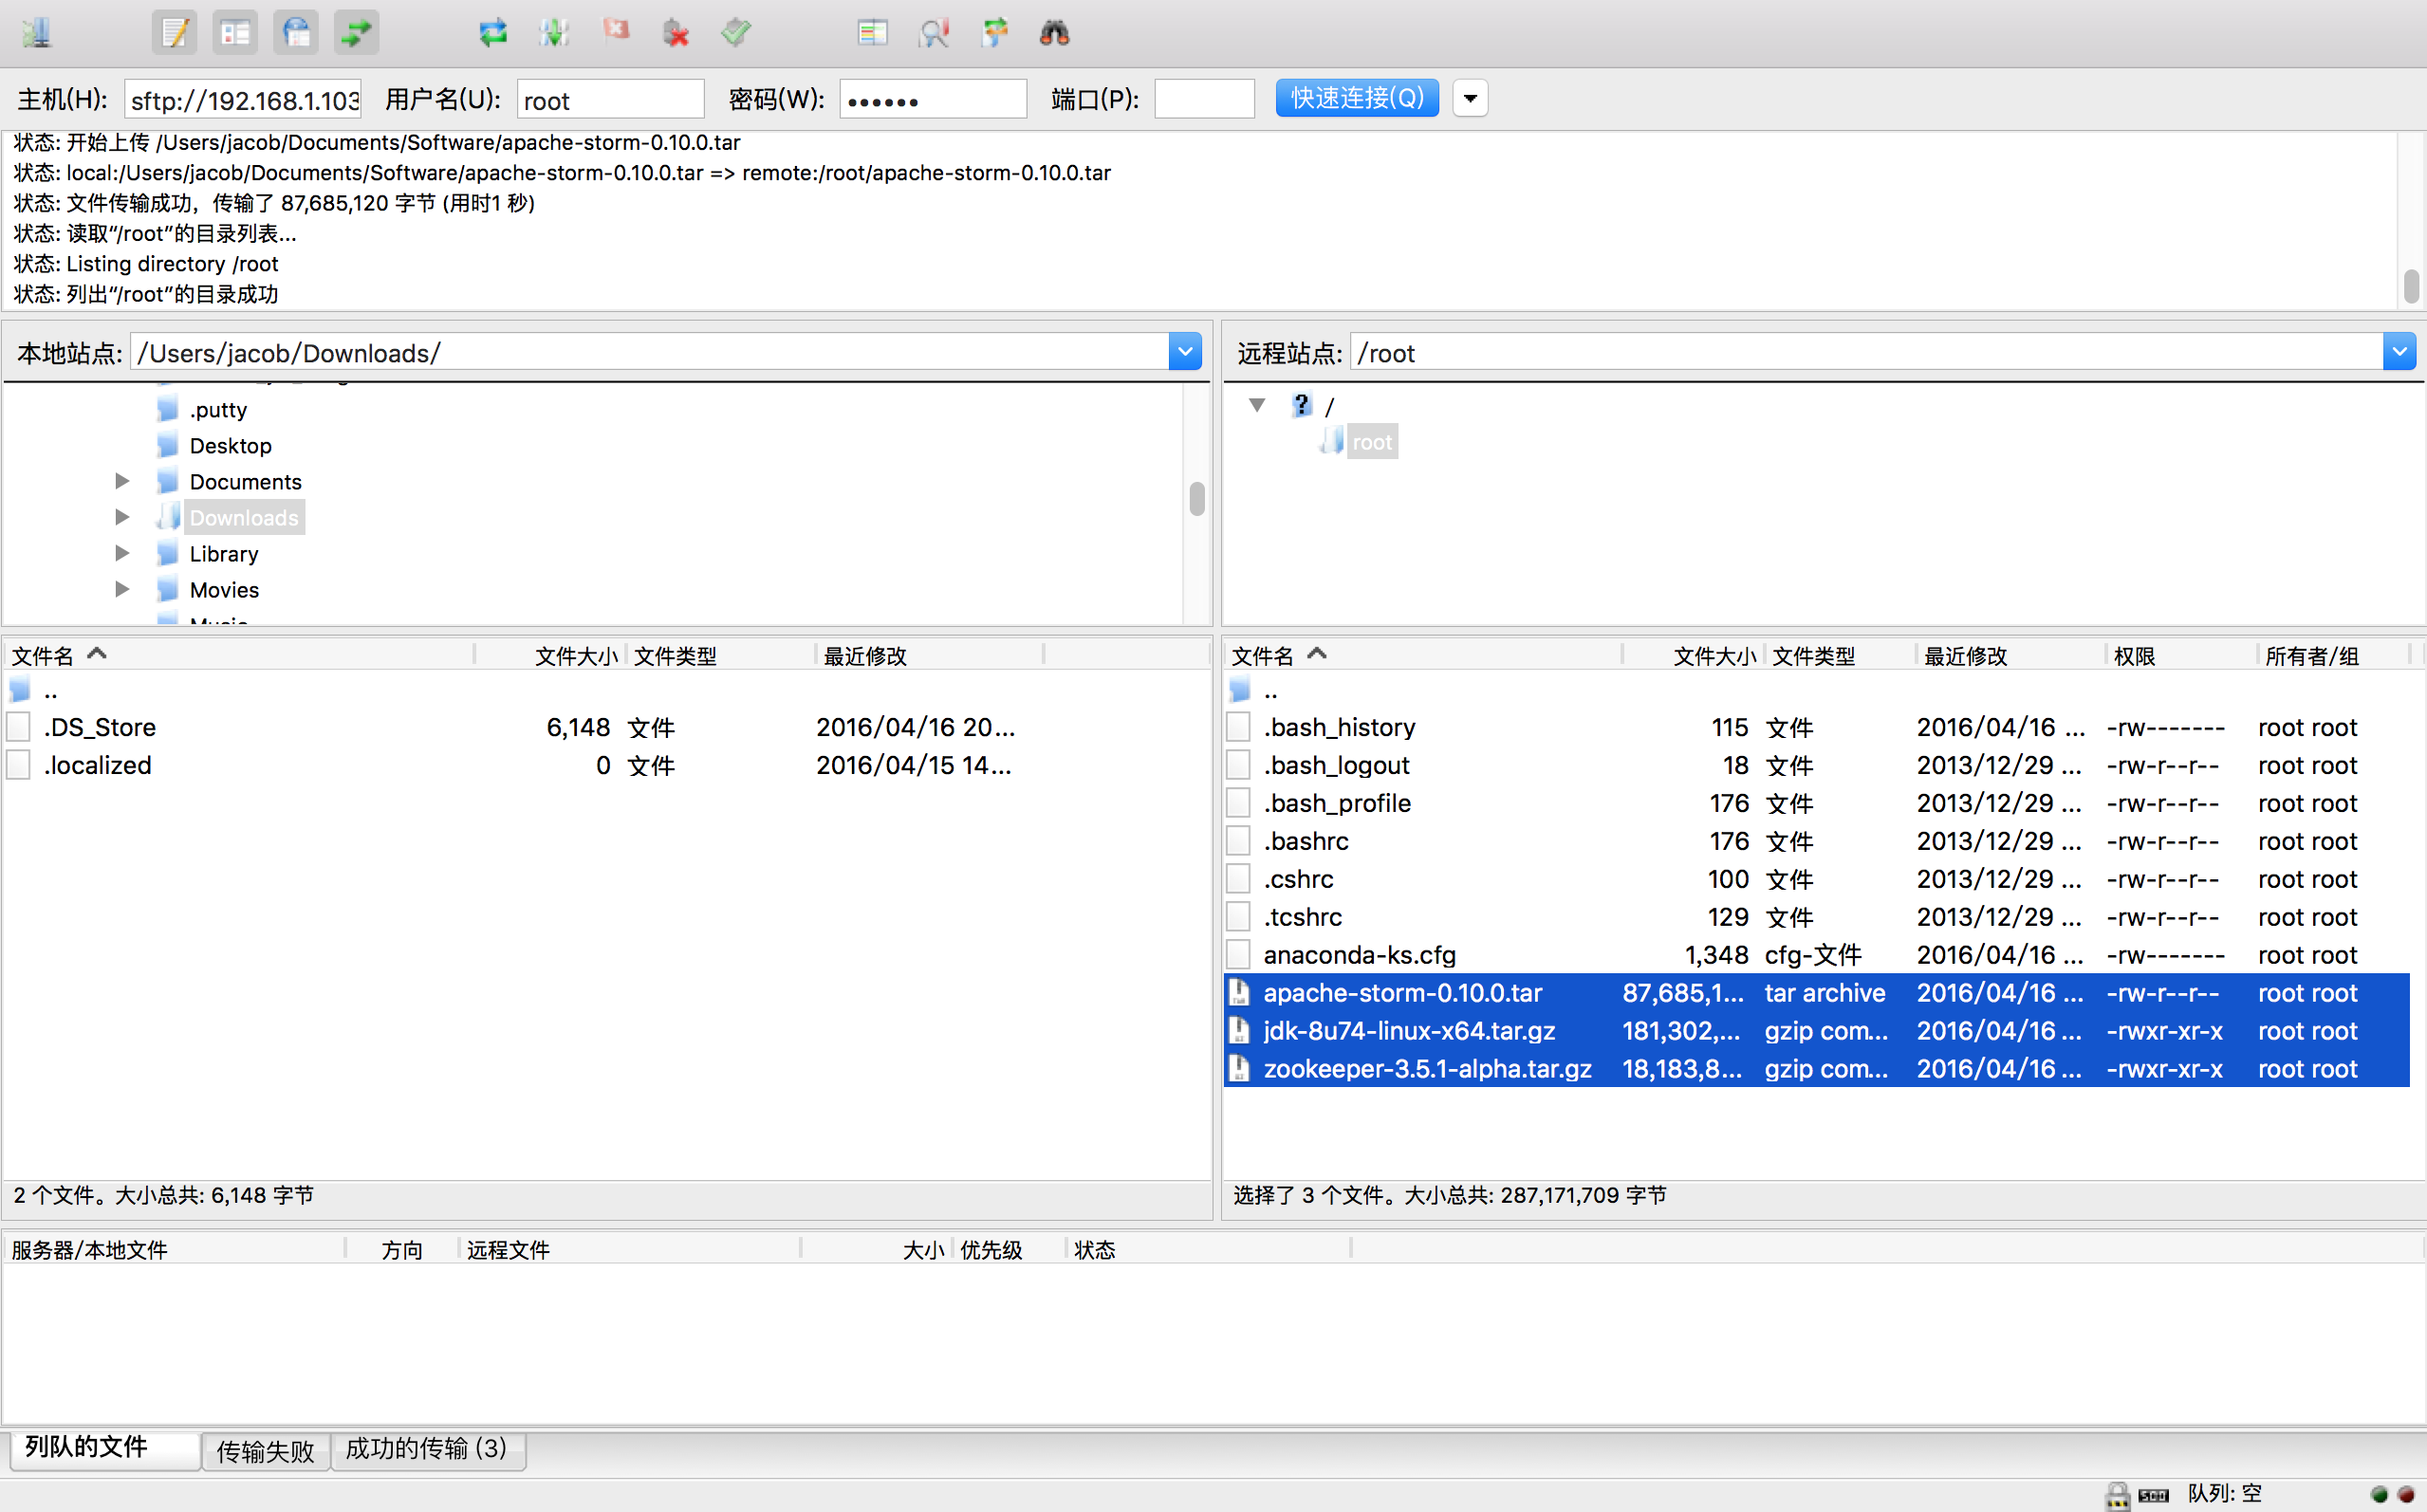 主机(H): sftp://192.168.1.103 用户名(U): root 密码(W): •••••• 端口(P): 快速连接(Q)
状态: 开始上传 /Users/jacob/Documents/Software/apache-storm-0.10.0.tar
状态: local:/Users/jacob/Documents/Software/apache-storm-0.10.0.tar => remote:/root/apache-storm-0.10.0.tar
状态: 文件传输成功，传输了 87,685,120 字节 (用时1 秒)
状态: 读取“/root”的目录列表...
状态: Listing directory /root
状态: 列出“/root”的目录成功
本地站点: /Users/jacob/Downloads/
.putty
Desktop
Documents
Downloads
Library
Movies
Music
远程站点: /root
/
root
文件名 文件大小 文件类型 最近修改
..
.DS_Store 6,148 文件 2016/04/16 20...
.localized 0 文件 2016/04/15 14...
2 个文件。大小总共: 6,148 字节
文件名 文件大小 文件类型 最近修改 权限 所有者/组
..
.bash_history 115 文件 2016/04/16 ... -rw------- root root
.bash_logout 18 文件 2013/12/29 ... -rw-r--r-- root root
.bash_profile 176 文件 2013/12/29 ... -rw-r--r-- root root
.bashrc 176 文件 2013/12/29 ... -rw-r--r-- root root
.cshrc 100 文件 2013/12/29 ... -rw-r--r-- root root
.tcshrc 129 文件 2013/12/29 ... -rw-r--r-- root root
anaconda-ks.cfg 1,348 cfg-文件 2016/04/16 ... -rw------- root root
apache-storm-0.10.0.tar 87,685,1... tar archive 2016/04/16 ... -rw-r--r-- root root
jdk-8u74-linux-x64.tar.gz 181,302,... gzip com... 2016/04/16 ... -rwxr-xr-x root root
zookeeper-3.5.1-alpha.tar.gz 18,183,8... gzip com... 2016/04/16 ... -rwxr-xr-x root root
选择了 3 个文件。大小总共: 287,171,709 字节
服务器/本地文件 方向 远程文件 大小 优先级 状态
列队的文件 传输失败 成功的传输 (3)
队列: 空